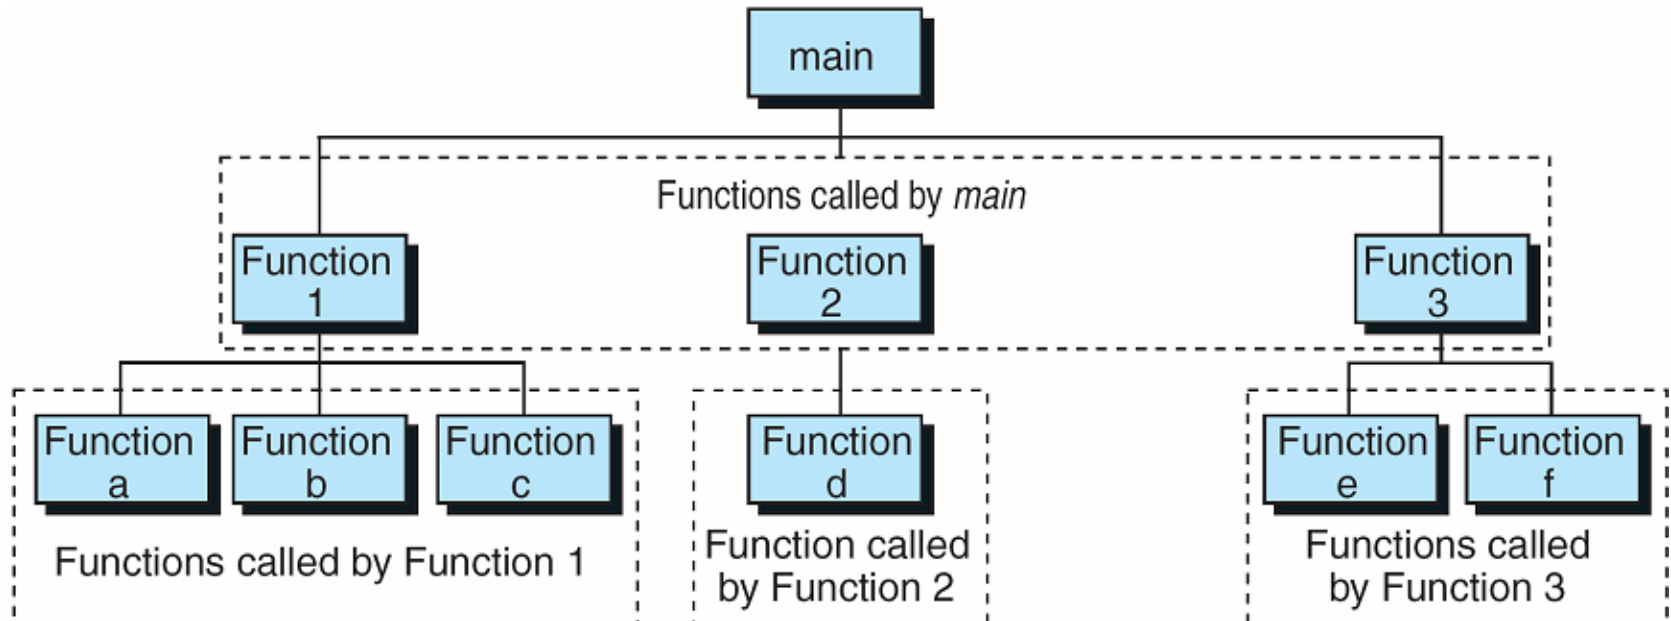 main
Functions called by main
Function
1
Function
2
Function
3
Function
a
Function
b
Function
c
Function
d
Function
e
Function
f
Functions called by Function 1
Function called
by Function 2
Functions called
by Function 3